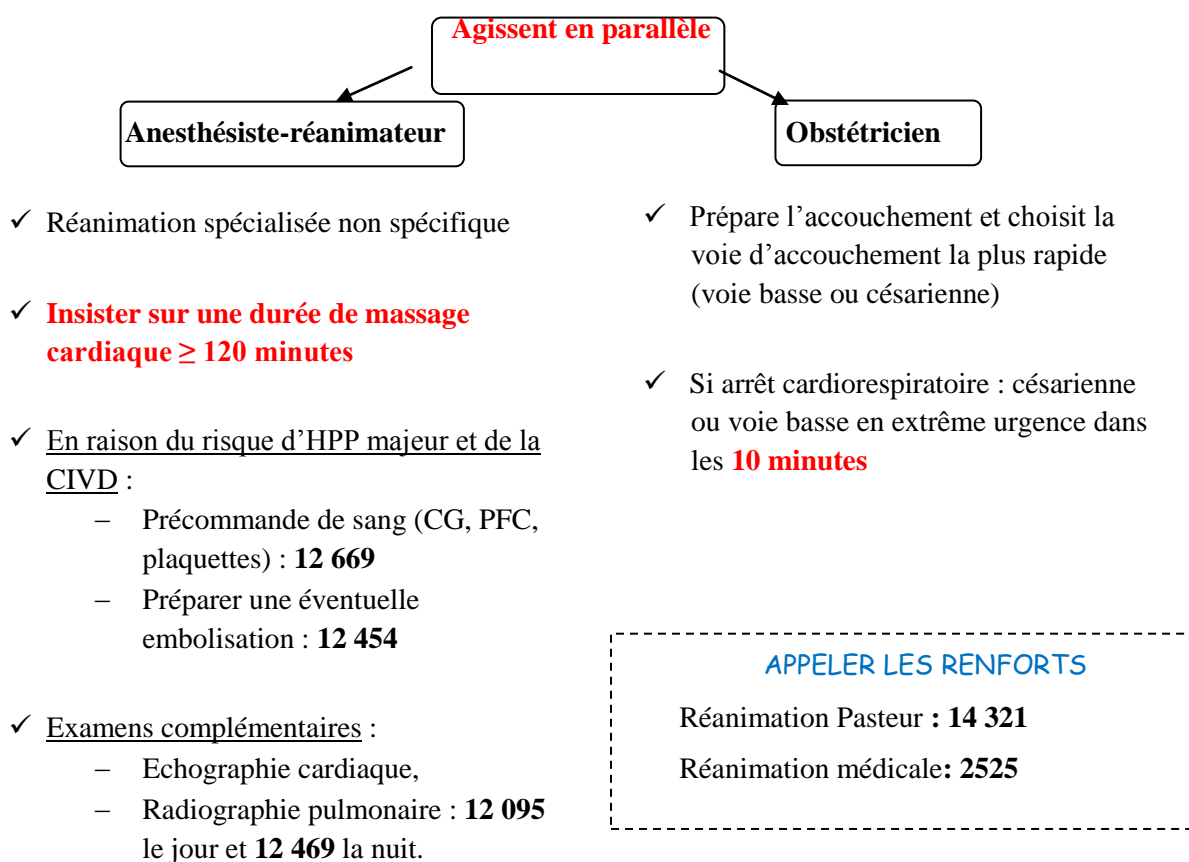 Agissent en parallèle
Anesthésiste-réanimateur
Obstétricien
✓ Réanimation spécialisée non spécifique
✓ Insister sur une durée de massage
cardiaque ≥ 120 minutes
✓ En raison du risque d’HPP majeur et de la
CIVD :
– Précommande de sang (CG, PFC,
plaquettes) : 12 669
– Préparer une éventuelle
embolisation : 12 454
✓ Examens complémentaires :
– Echographie cardiaque,
– Radiographie pulmonaire : 12 095
le jour et 12 469 la nuit.
✓ Prépare l’accouchement et choisit la
voie d’accouchement la plus rapide
(voie basse ou césarienne)
✓ Si arrêt cardiorespiratoire : césarienne
ou voie basse en extrême urgence dans
les 10 minutes
APPELER LES RENFORTS
Réanimation Pasteur : 14 321
Réanimation médicale: 2525